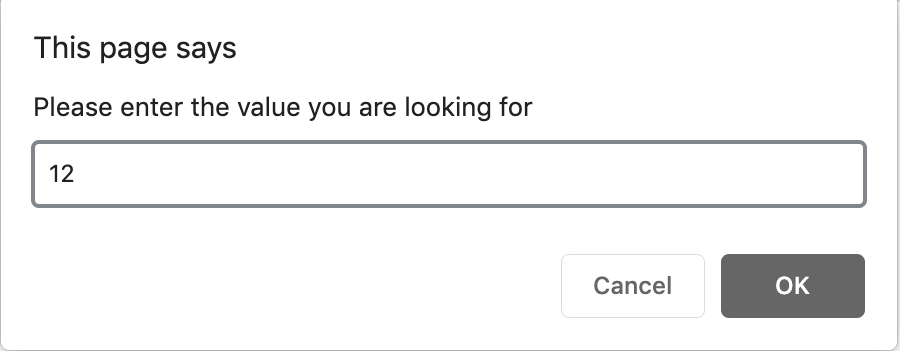 This page says
Please enter the value you are looking for
12
Cancel
OK